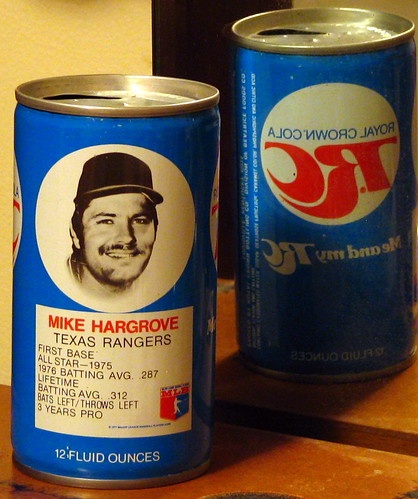 MIKE HARGROVE
TEXAS RANGERS
FIRST BASE
ALL STAR—1975
1976 BATTING AVG. .287
LIFETIME
BATTING AVG. .312
BATS LEFT/THROWS LEFT
3 YEARS PRO
12 FLUID OUNCES
ROYAL CROWN COLA
RC
Me and my RC
12 FLUID OUNCES